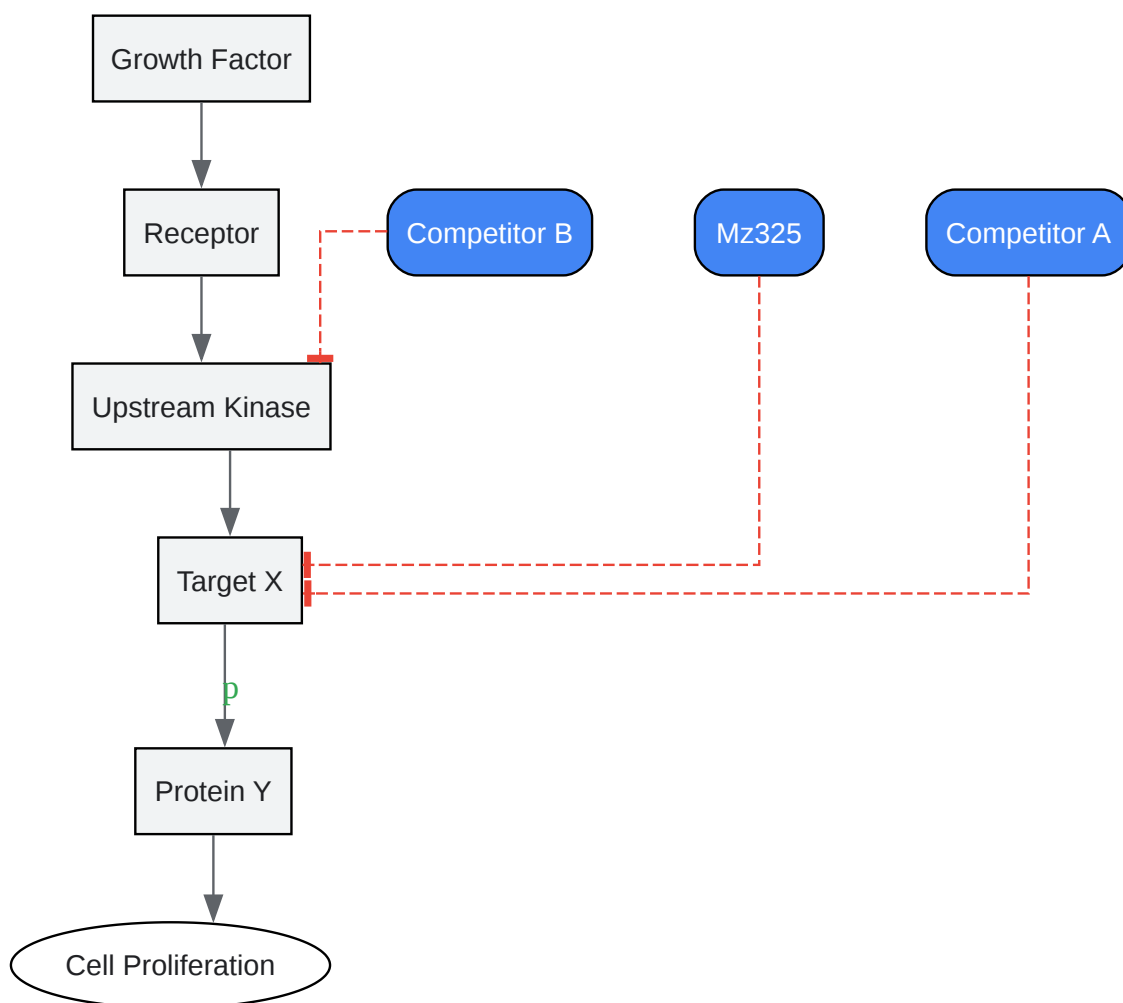 Growth Factor
Receptor
Competitor B
Mz325
Competitor A
Upstream Kinase
Target X
p
Protein Y
Cell Proliferation